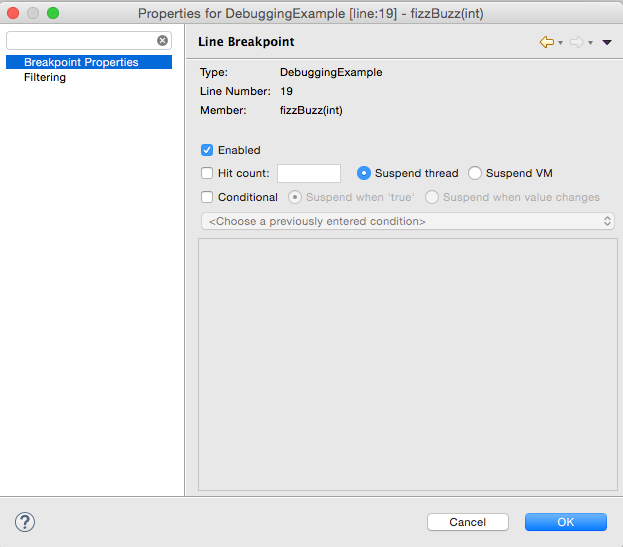 Properties for DebuggingExample [line:19] - fizzBuzz(int)
Breakpoint Properties
Filtering
Line Breakpoint
Type: DebuggingExample
Line Number: 19
Member: fizzBuzz(int)
Enabled
Hit count: Suspend thread Suspend VM
Conditional Suspend when 'true' Suspend when value changes
<Choose a previously entered condition>
? Cancel OK